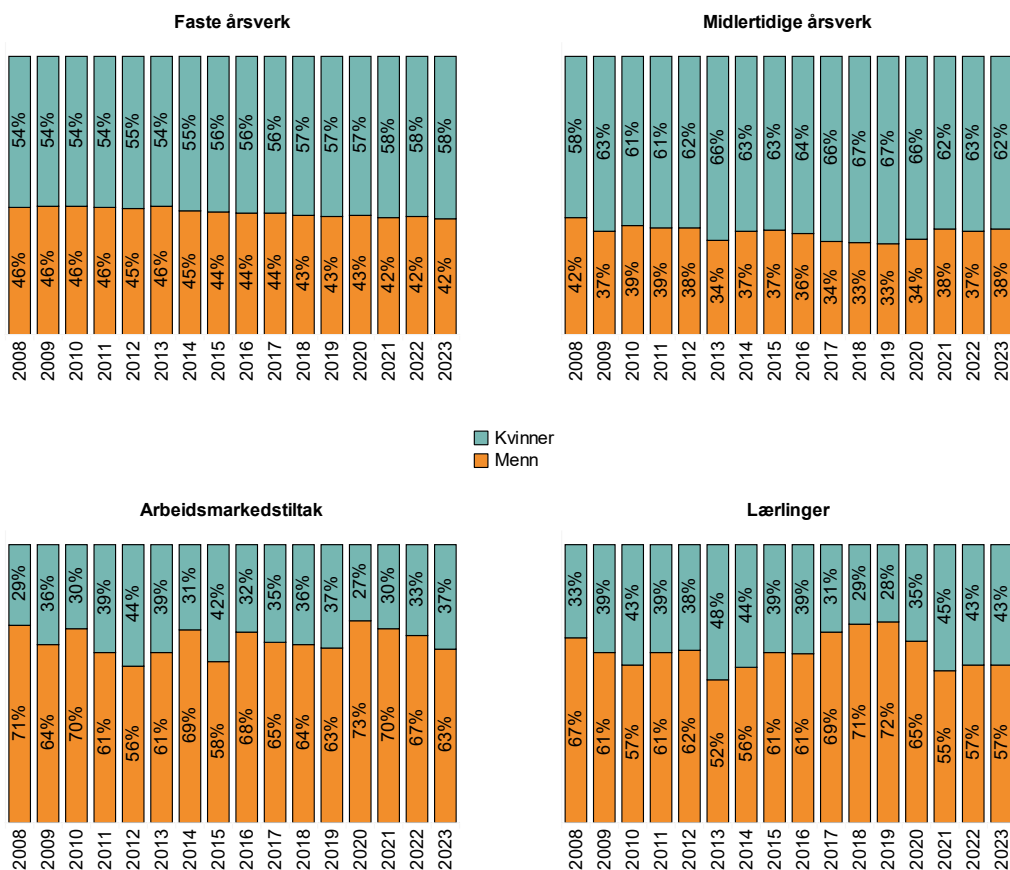 Faste årsverk
54% 54% 54% 54% 55% 54% 55% 56% 56% 56% 57% 57% 57% 58% 58% 58%
46% 46% 46% 46% 45% 46% 45% 44% 44% 44% 43% 43% 43% 42% 42% 42%
2008 2009 2010 2011 2012 2013 2014 2015 2016 2017 2018 2019 2020 2021 2022 2023
Midlertidige årsverk
58% 63% 61% 61% 62% 66% 63% 63% 64% 66% 67% 67% 66% 62% 63% 62%
42% 37% 39% 39% 38% 34% 37% 37% 36% 34% 33% 33% 34% 38% 37% 38%
2008 2009 2010 2011 2012 2013 2014 2015 2016 2017 2018 2019 2020 2021 2022 2023
Kvinner
Menn
Arbeidsmarkedstiltak
29% 36% 30% 39% 44% 39% 31% 42% 32% 35% 36% 37% 27% 30% 33% 37%
71% 64% 70% 61% 56% 61% 69% 58% 68% 65% 64% 63% 73% 70% 67% 63%
2008 2009 2010 2011 2012 2013 2014 2015 2016 2017 2018 2019 2020 2021 2022 2023
Lærlinger
33% 39% 43% 39% 38% 48% 44% 39% 39% 31% 29% 28% 35% 45% 43% 43%
67% 61% 57% 61% 62% 52% 56% 61% 61% 69% 71% 72% 65% 55% 57% 57%
2008 2009 2010 2011 2012 2013 2014 2015 2016 2017 2018 2019 2020 2021 2022 2023